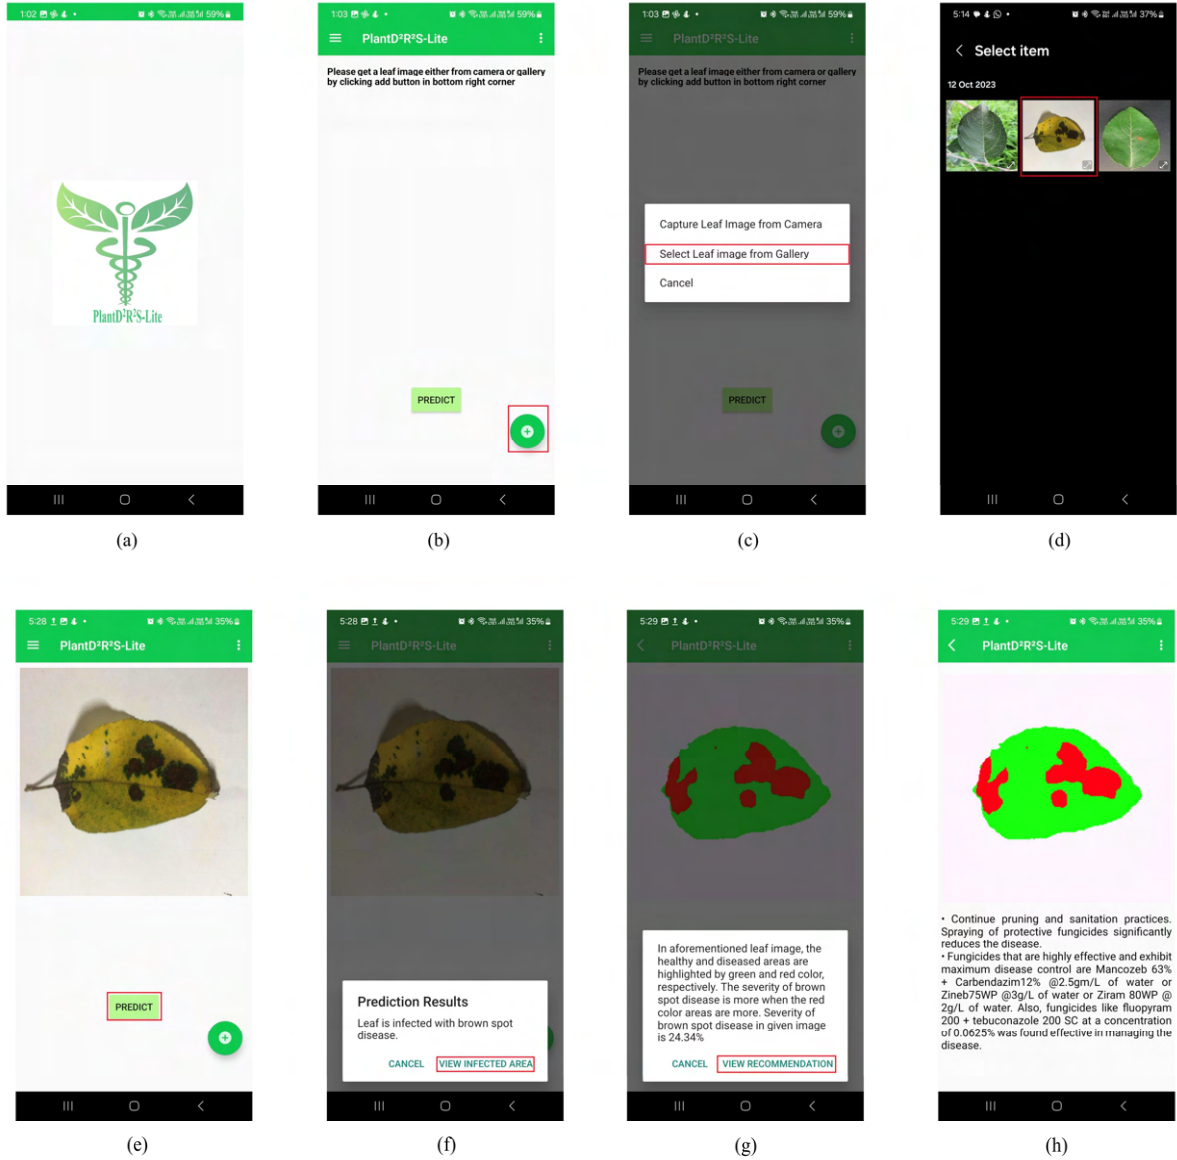 1:02
59%
1:03
59%
1:03
59%
5:14
37%
PlantD²R²S-Lite
PlantD²R²S-Lite
Select item
Please get a leaf image either from camera or gallery
by clicking add button in bottom right corner
Please get a leaf image either from camera or gallery
by clicking add button in bottom right corner
12 Oct 2023
Capture Leaf Image from Camera
Select Leaf image from Gallery
Cancel
PlantD²R²S-Lite
PREDICT
PREDICT
(a)
(b)
(c)
(d)
5:28
35%
5:28
35%
5:29
35%
5:29
35%
PlantD²R²S-Lite
PlantD²R²S-Lite
PlantD²R²S-Lite
PlantD²R²S-Lite
PREDICT
Prediction Results
Leaf is infected with brown spot
disease.
CANCEL VIEW INFECTED AREA
In aforementioned leaf image, the
healthy and diseased areas are
highlighted by green and red color,
respectively. The severity of brown
spot disease is more when the red
color areas are more. Severity of
brown spot disease in given image
is 24.34%
CANCEL VIEW RECOMMENDATION
• Continue pruning and sanitation practices.
Spraying of protective fungicides significantly
reduces the disease.
• Fungicides that are highly effective and exhibit
maximum disease control are Mancozeb 63%
+ Carbendazim12% @2.5gm/L of water or
Zineb75WP @3g/L of water or Ziram 80WP @
2g/L of water. Also, fungicides like fluopyram
200 + tebuconazole 200 SC at a concentration
of 0.0625% was found effective in managing the
disease.
(e)
(f)
(g)
(h)